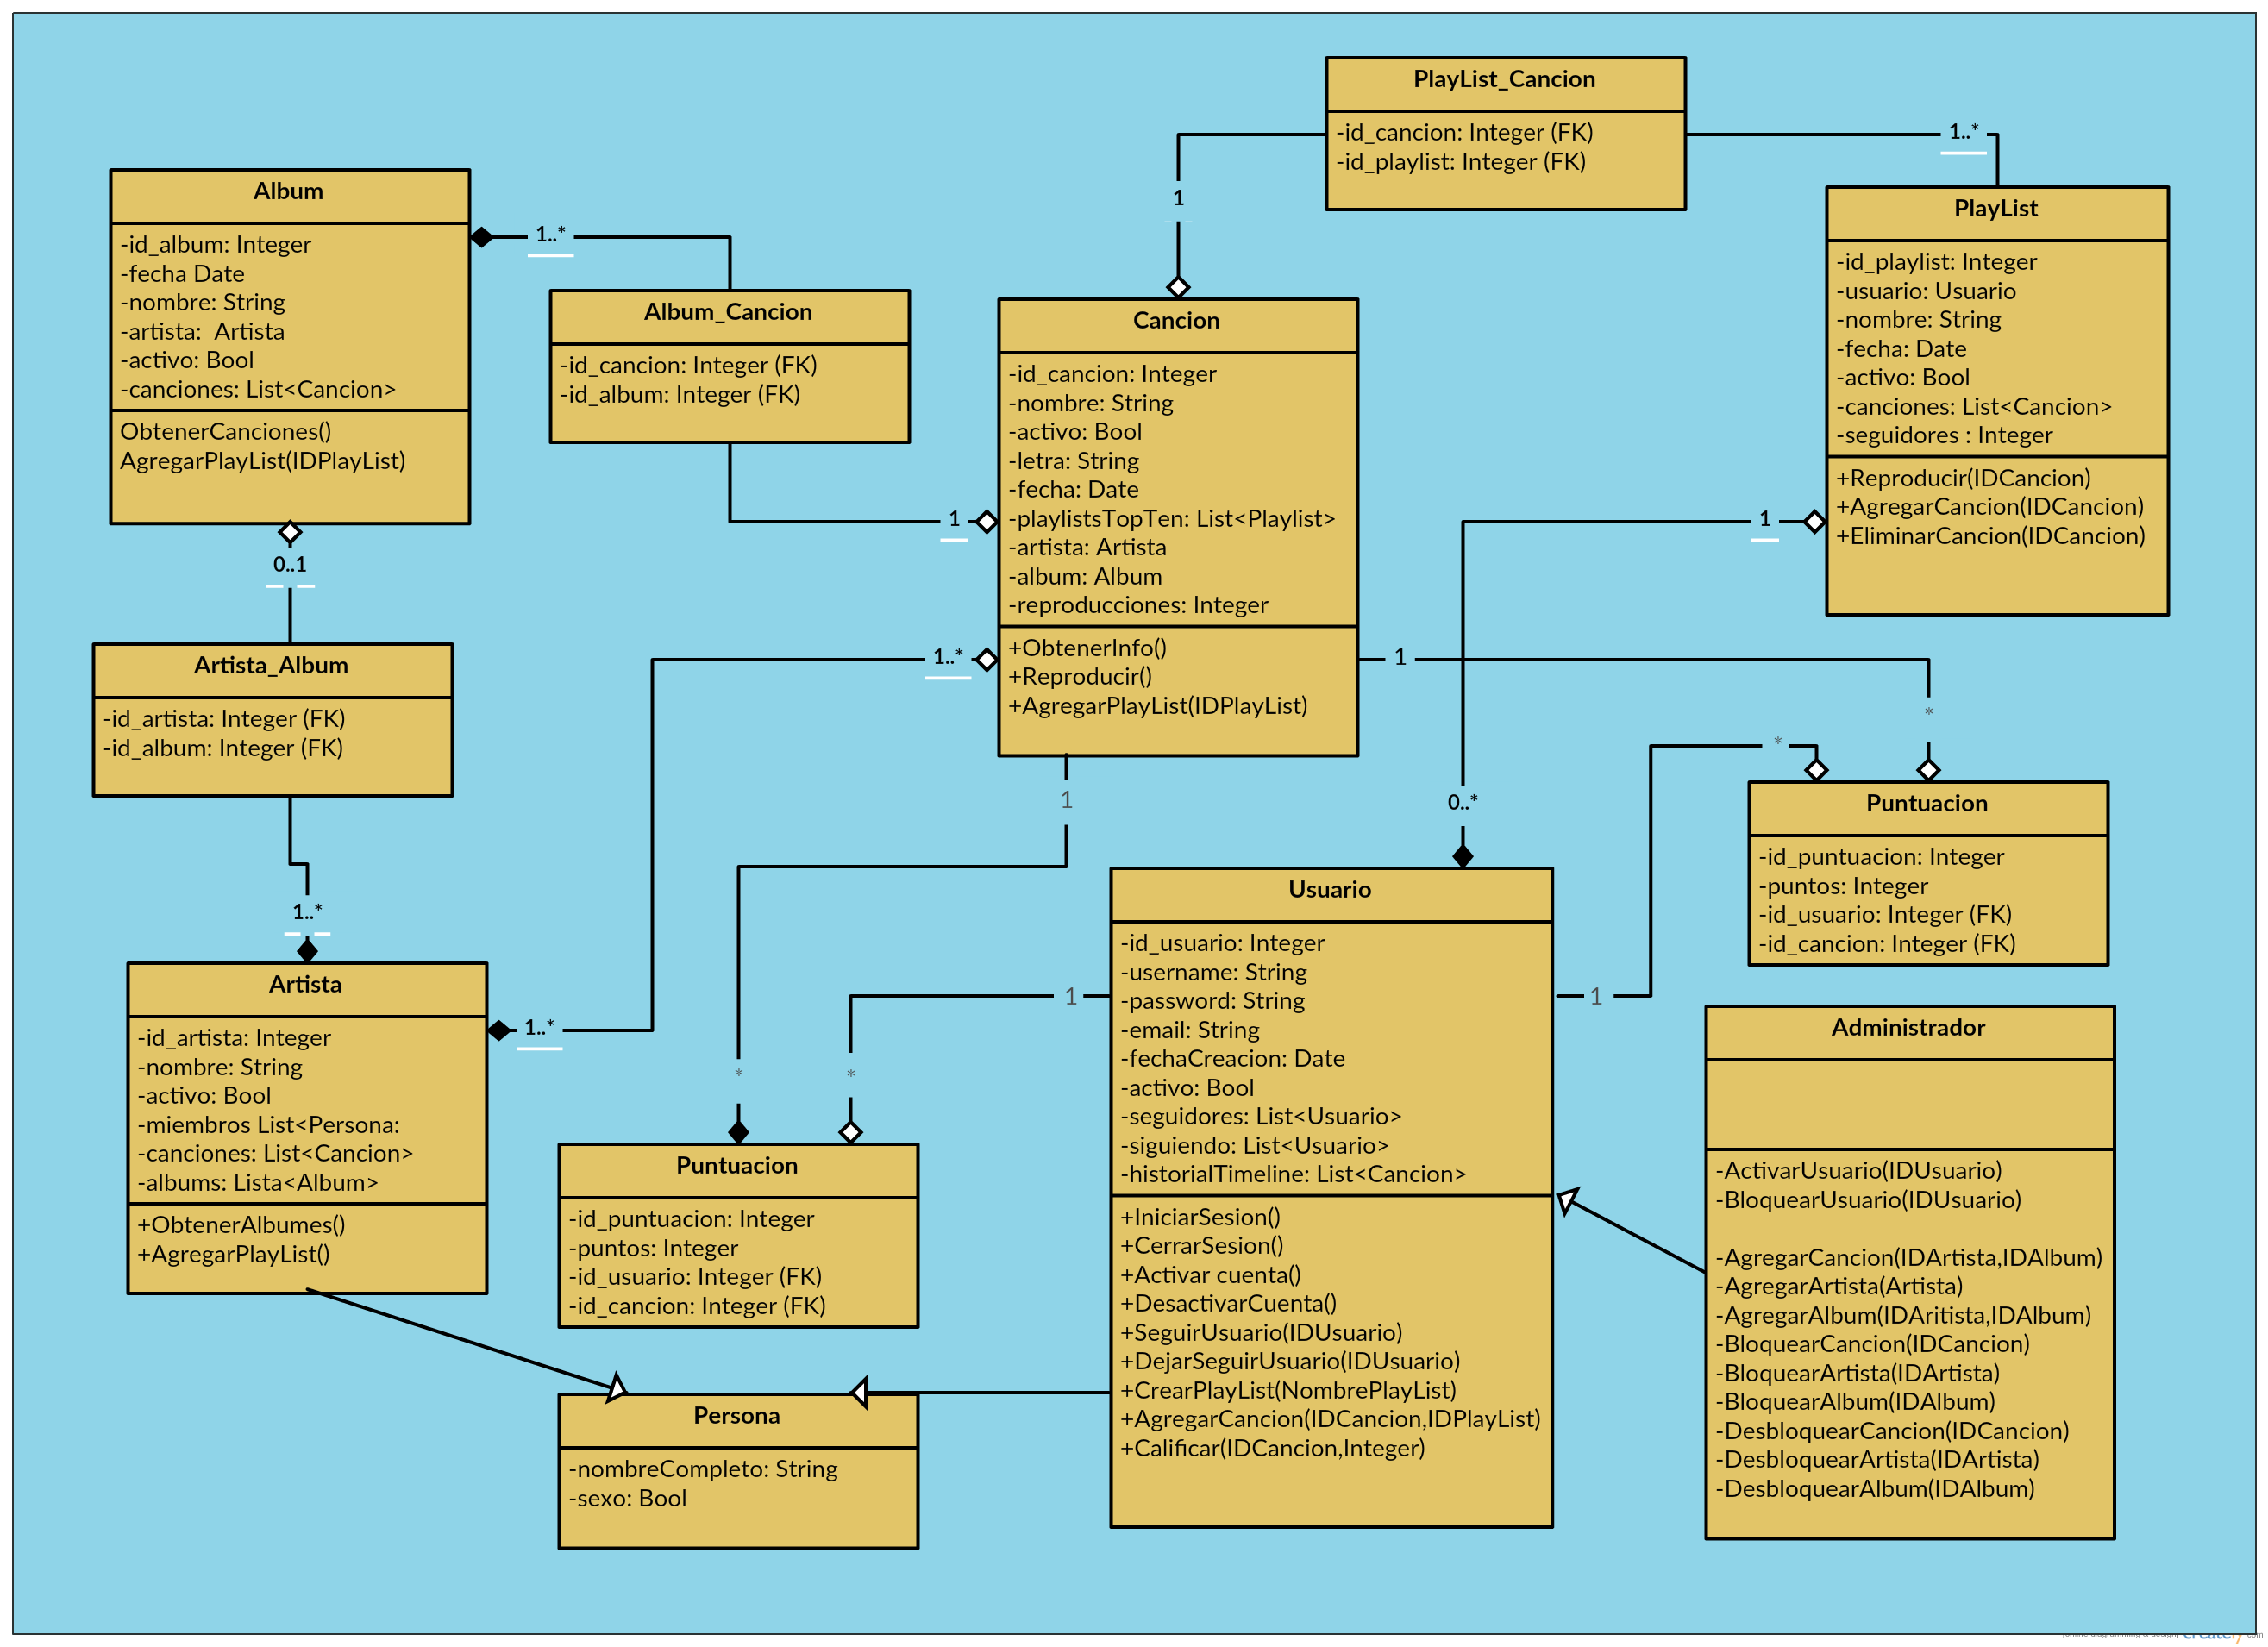 PlayList_Cancion
-id_cancion: Integer (FK)
-id_playlist: Integer (FK)
1..*
1
Album
-id_album: Integer
-fecha Date
-nombre: String
-artista:  Artista
-activo: Bool
-canciones: List<Cancion>
ObtenerCanciones()
AgregarPlayList(IDPlayList)
1..*
Album_Cancion
-id_cancion: Integer (FK)
-id_album: Integer (FK)
1
Cancion
-id_cancion: Integer
-nombre: String
-activo: Bool
-letra: String
-fecha: Date
-playlistsTopTen: List<Playlist>
-artista: Artista
-album: Album
-reproducciones: Integer
+ObtenerInfo()
+Reproducir()
+AgregarPlayList(IDPlayList)
PlayList
-id_playlist: Integer
-usuario: Usuario
-nombre: String
-fecha: Date
-activo: Bool
-canciones: List<Cancion>
-seguidores : Integer
+Reproducir(IDCancion)
+AgregarCancion(IDCancion)
+EliminarCancion(IDCancion)
1
0..1
Artista_Album
-id_artista: Integer (FK)
-id_album: Integer (FK)
1..*
1..*
1
*
*
1
0..*
Puntuacion
-id_puntuacion: Integer
-puntos: Integer
-id_usuario: Integer (FK)
-id_cancion: Integer (FK)
Artista
-id_artista: Integer
-nombre: String
-activo: Bool
-miembros List<Persona:
-canciones: List<Cancion>
-albums: Lista<Album>
+ObtenerAlbumes()
+AgregarPlayList()
1..*
1
1
*
*
Puntuacion
-id_puntuacion: Integer
-puntos: Integer
-id_usuario: Integer (FK)
-id_cancion: Integer (FK)
Usuario
-id_usuario: Integer
-username: String
-password: String
-email: String
-fechaCreacion: Date
-activo: Bool
-seguidores: List<Usuario>
-siguiendo: List<Usuario>
-historialTimeline: List<Cancion>
+IniciarSesion()
+CerrarSesion()
+Activar cuenta()
+DesactivarCuenta()
+SeguirUsuario(IDUsuario)
+DejarSeguirUsuario(IDUsuario)
+CrearPlayList(NombrePlayList)
+AgregarCancion(IDCancion,IDPlayList)
+Calificar(IDCancion,Integer)
Administrador
-ActivarUsuario(IDUsuario)
-BloquearUsuario(IDUsuario)
-AgregarCancion(IDArtista,IDAlbum)
-AgregarArtista(Artista)
-AgregarAlbum(IDAritista,IDAlbum)
-BloquearCancion(IDCancion)
-BloquearArtista(IDArtista)
-BloquearAlbum(IDAlbum)
-DesbloquearCancion(IDCancion)
-DesbloquearArtista(IDArtista)
-DesbloquearAlbum(IDAlbum)
Persona
-nombreCompleto: String
-sexo: Bool